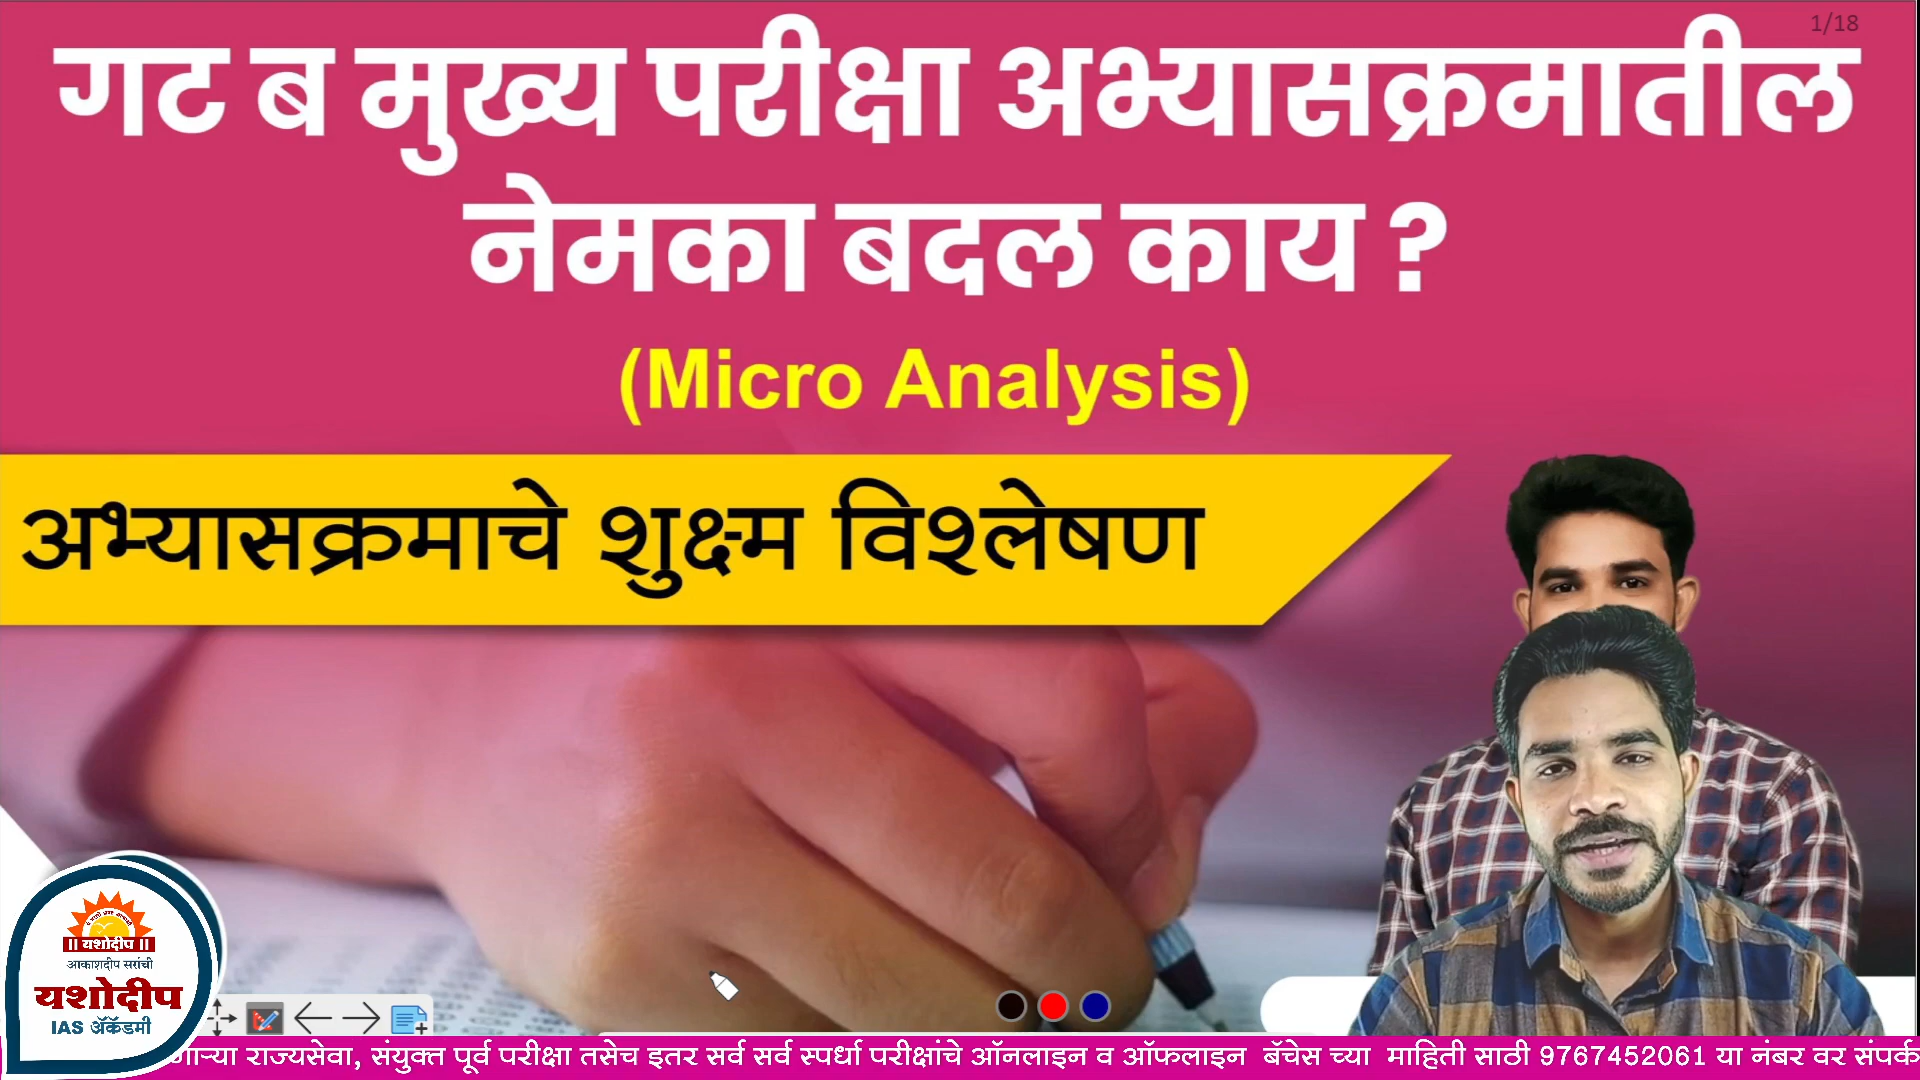 1/18
गट ब मुख्य परीक्षा अभ्यासक्रमातील
नेमका बदल काय ?
(Micro Analysis)
अभ्यासक्रमाचे शुक्ष्म विश्लेषण
|| यशोदीप ||
आकाशदीप सरांची
यशोदीप
IAS ॲकॅडमी
राज्यसेवा, संयुक्त पूर्व परीक्षा तसेच इतर सर्व सर्व स्पर्धा परीक्षांचे ऑनलाइन व ऑफलाइन बॅचेस च्या माहिती साठी 9767452061 या नंबर वर संपर्क